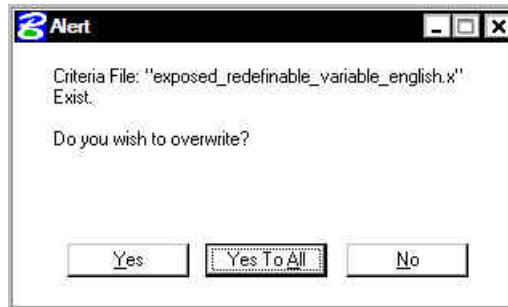 Alert
Criteria File: "exposed_redefinable_variable_english.x"
Exist.
Do you wish to overwrite?
Yes
Yes To All
No